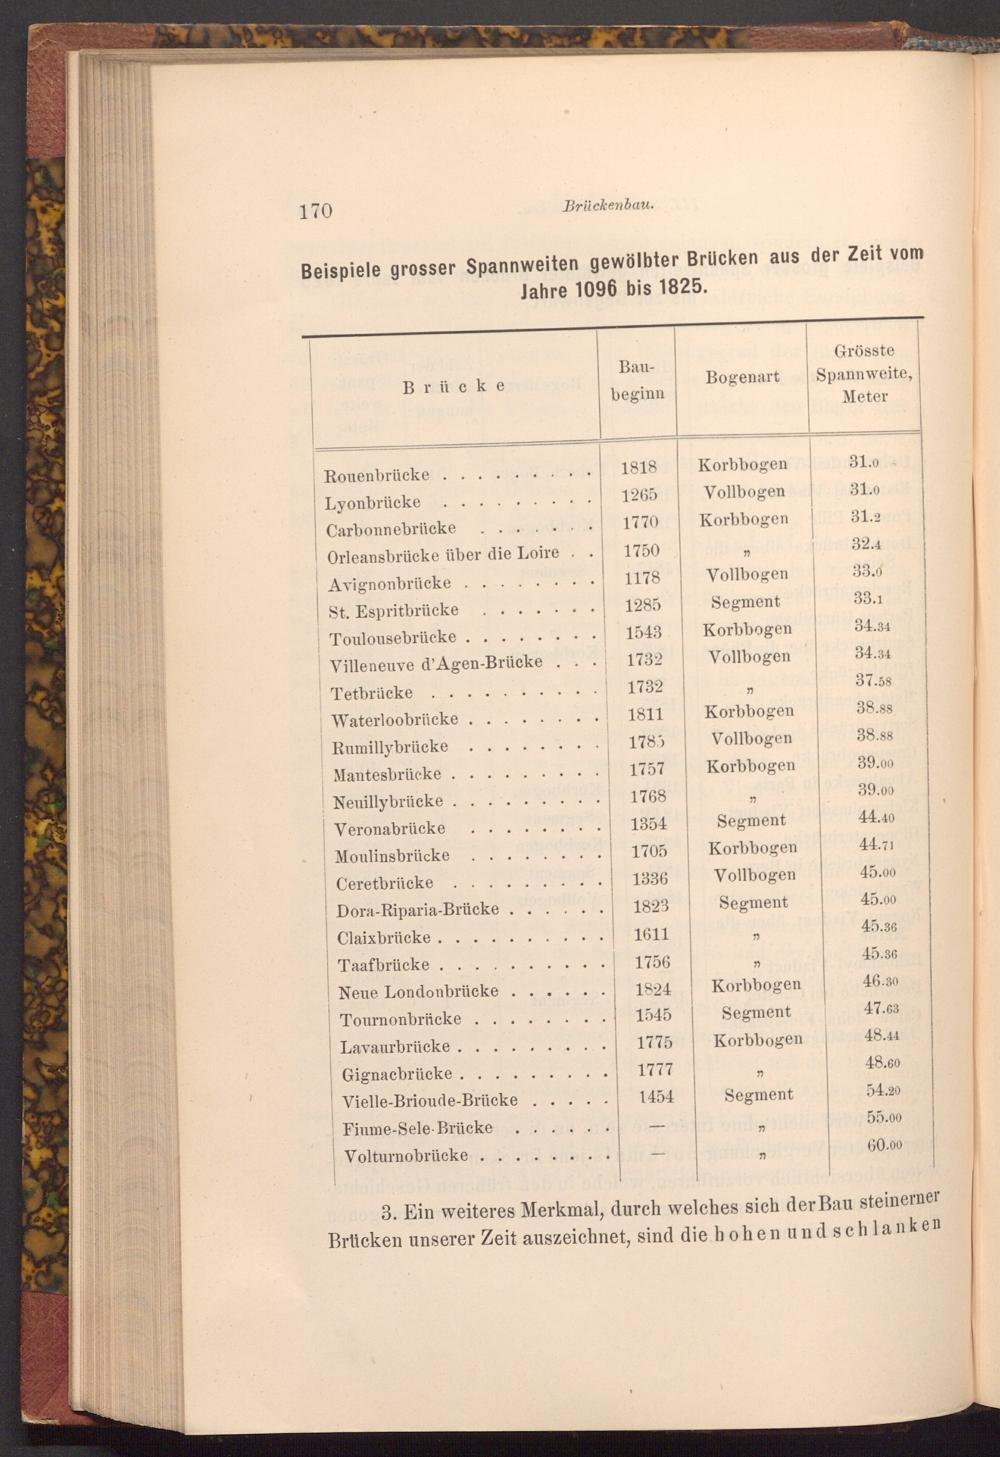 170 Brückenbau.
Beispiele grosser Spannweiten gewölbter Brücken aus der Zeit vom
Jahre 1096 bis 1825.
Brücke Bau-beginn Bogenart Grösste Spannweite, Meter
Rouenbrücke . . . . . . . . 1818 Korbbogen 31.0
Lyonbrücke . . . . . . . . . 1265 Vollbogen 31.0
Carbonnebrücke . . . . . . . 1770 Korbbogen 31.2
Orleansbrücke über die Loire . . 1750 „ 32.4
Avignonbrücke . . . . . . . . 1178 Vollbogen 33.0
St. Espritbrücke . . . . . . . 1285 Segment 33.1
Toulousebrücke . . . . . . . . 1543 Korbbogen 34.34
Villeneuve d'Agen-Brücke . . . 1732 Vollbogen 34.34
Tetbrücke . . . . . . . . . . 1732 „ 37.58
Waterloobrücke . . . . . . . . 1811 Korbbogen 38.88
Rumillybrücke . . . . . . . . 1785 Vollbogen 38.88
Mantesbrücke . . . . . . . . . 1757 Korbbogen 39.00
Neuillybrücke . . . . . . . . . 1768 „ 39.00
Veronabrücke . . . . . . . . 1354 Segment 44.40
Moulinsbrücke . . . . . . . . 1705 Korbbogen 44.71
Ceretbrücke . . . . . . . . . 1336 Vollbogen 45.00
Dora-Riparia-Brücke . . . . . . 1823 Segment 45.00
Claixbrücke . . . . . . . . . . 1611 „ 45.36
Taafbrücke . . . . . . . . . . 1756 „ 45.36
Neue Londonbrücke . . . . . . 1824 Korbbogen 46.30
Tournonbrücke . . . . . . . . 1545 Segment 47.63
Lavaurbrücke . . . . . . . . . 1775 Korbbogen 48.44
Gignacbrücke . . . . . . . . . 1777 „ 48.60
Vielle-Brioude-Brücke . . . . . 1454 Segment 54.20
Fiume-Sele-Brücke . . . . . . — „ 55.00
Volturnobrücke . . . . . . . . — „ 60.00
3. Ein weiteres Merkmal, durch welches sich der Bau steinerner
Brücken unserer Zeit auszeichnet, sind die hohen und schlanken